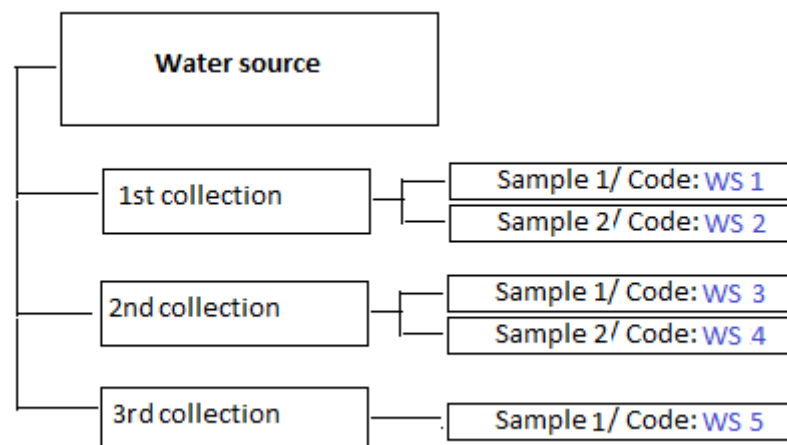 Water source
1st collection
Sample 1/ Code: WS 1
Sample 2/ Code: WS 2
2nd collection
Sample 1/ Code: WS 3
Sample 2/ Code: WS 4
3rd collection
Sample 1/ Code: WS 5